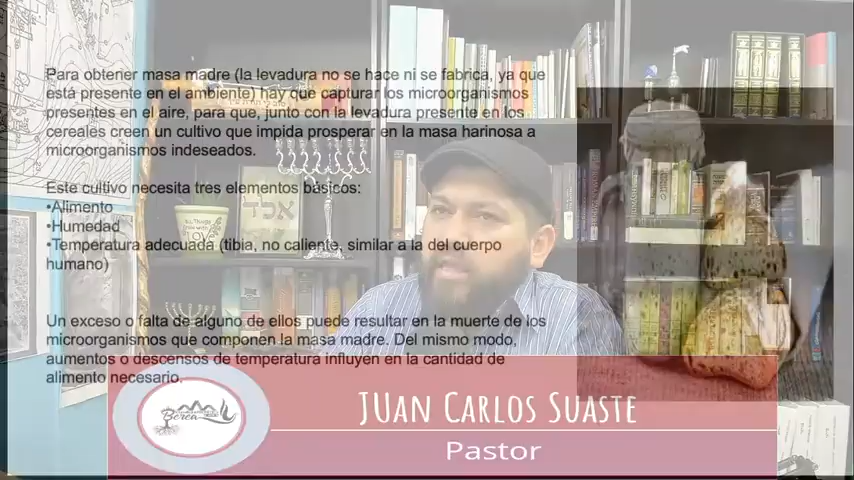 Para obtener masa madre (la levadura no se hace ni se fabrica, ya que
está presente en el ambiente) hay que capturar los microorganismos
presentes en el aire, para que, junto con la levadura presente en los
cereales creen un cultivo que impida prosperar en la masa harinosa a
microorganismos indeseados.
Este cultivo necesita tres elementos básicos:
•Alimento
•Humedad
•Temperatura adecuada (tibia, no caliente, similar a la del cuerpo
humano)
Un exceso o falta de alguno de ellos puede resultar en la muerte de los
microorganismos que componen la masa madre. Del mismo modo,
aumentos o descensos de temperatura influyen en la cantidad de
alimento necesario.
Berea
JUan Carlos Suaste
Pastor